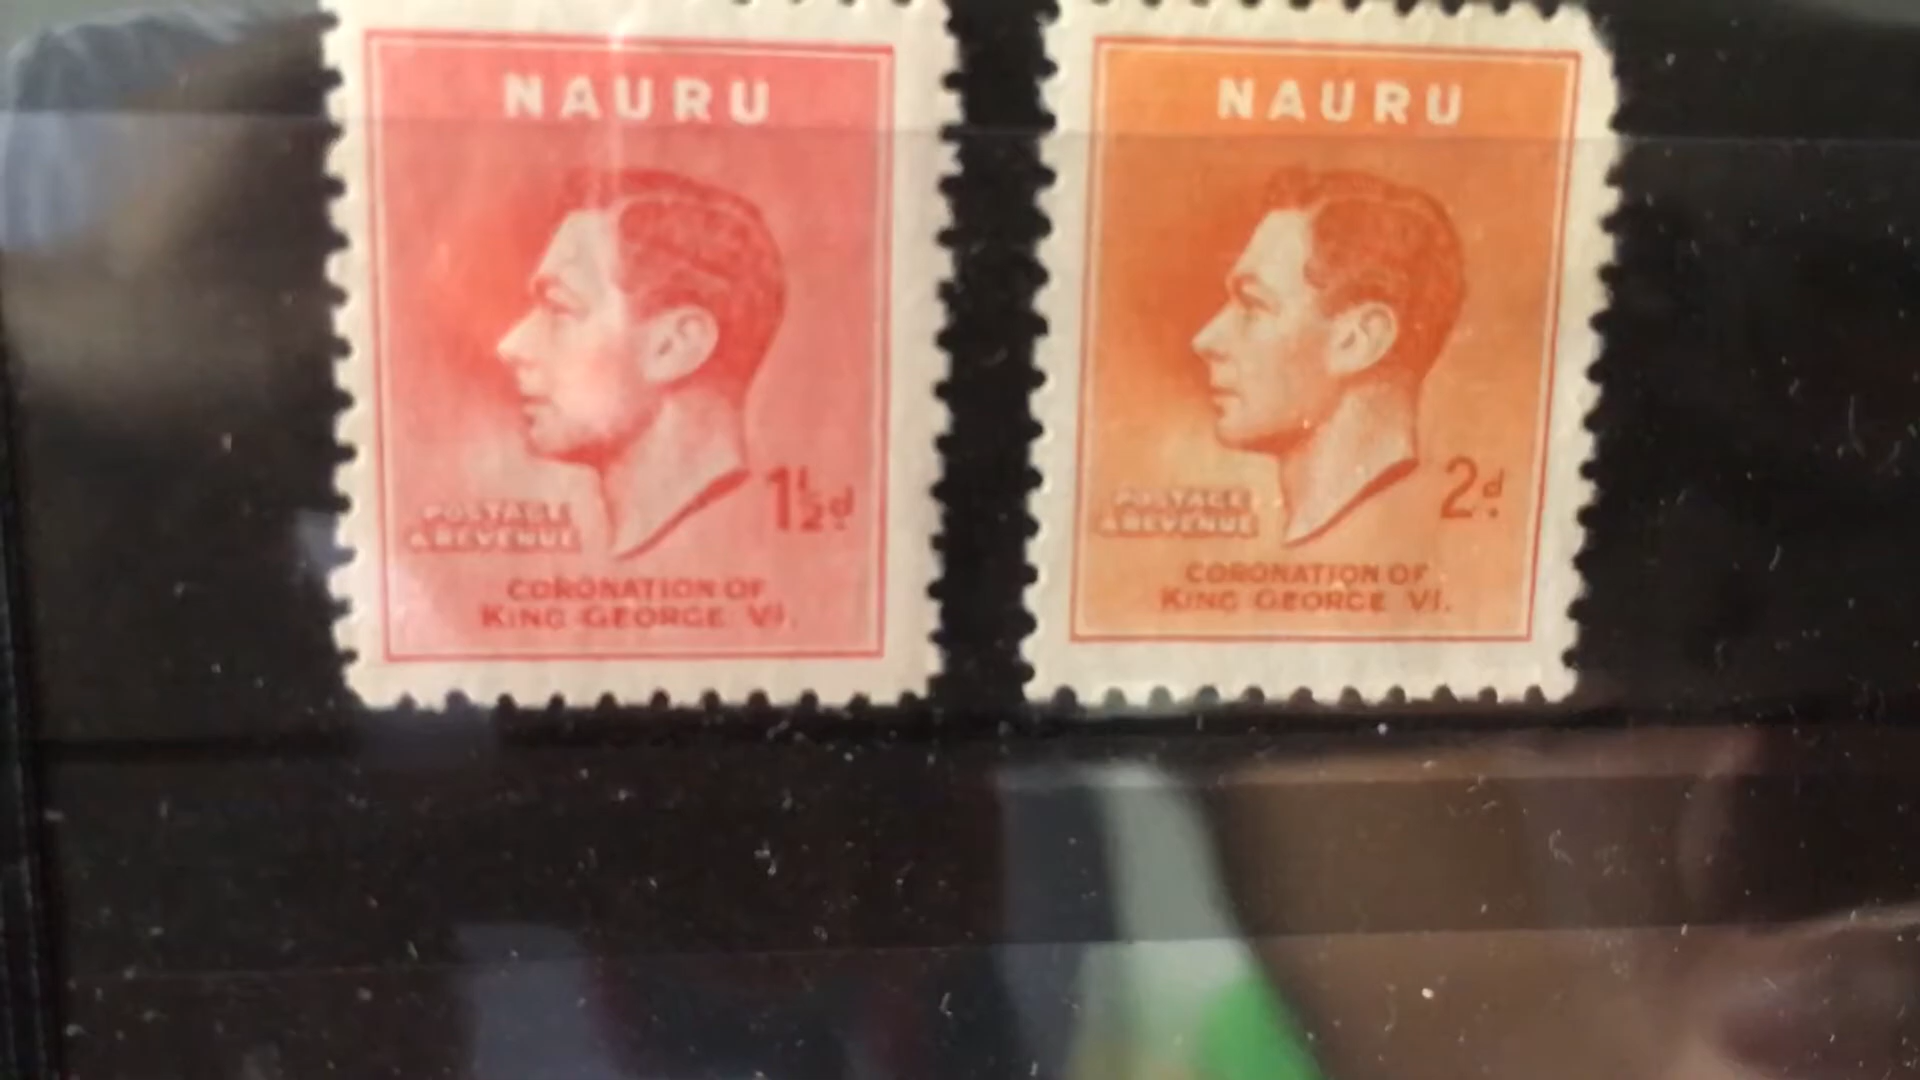 NAURU
1½d.
POSTAGE
& REVENUE
CORONATION OF
KING GEORGE VI.
NAURU
2d.
POSTAGE
& REVENUE
CORONATION OF
KING GEORGE VI.